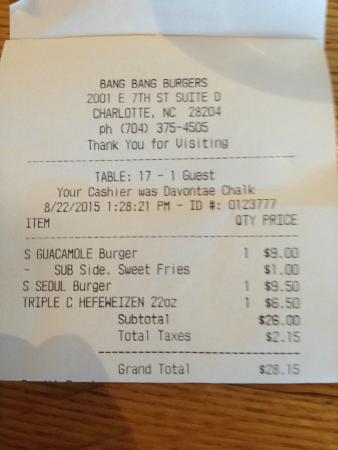 BANG BANG BURGERS
2001 E 7TH ST SUITE D
CHARLOTTE, NC 28204
ph (704) 375-4505
Thank You for Visiting
TABLE: 17 - 1 Guest
Your Cashier was Davontae Chalk
8/22/2015 1:28:21 PM - ID #: 0123777
ITEM QTY PRICE
S GUACAMOLE Burger 1 $9.00
- SUB Side. Sweet Fries $1.00
S SEOUL Burger 1 $9.50
TRIPLE C HEFEWEIZEN 22oz 1 $6.50
Subtotal $26.00
Total Taxes $2.15
Grand Total $28.15